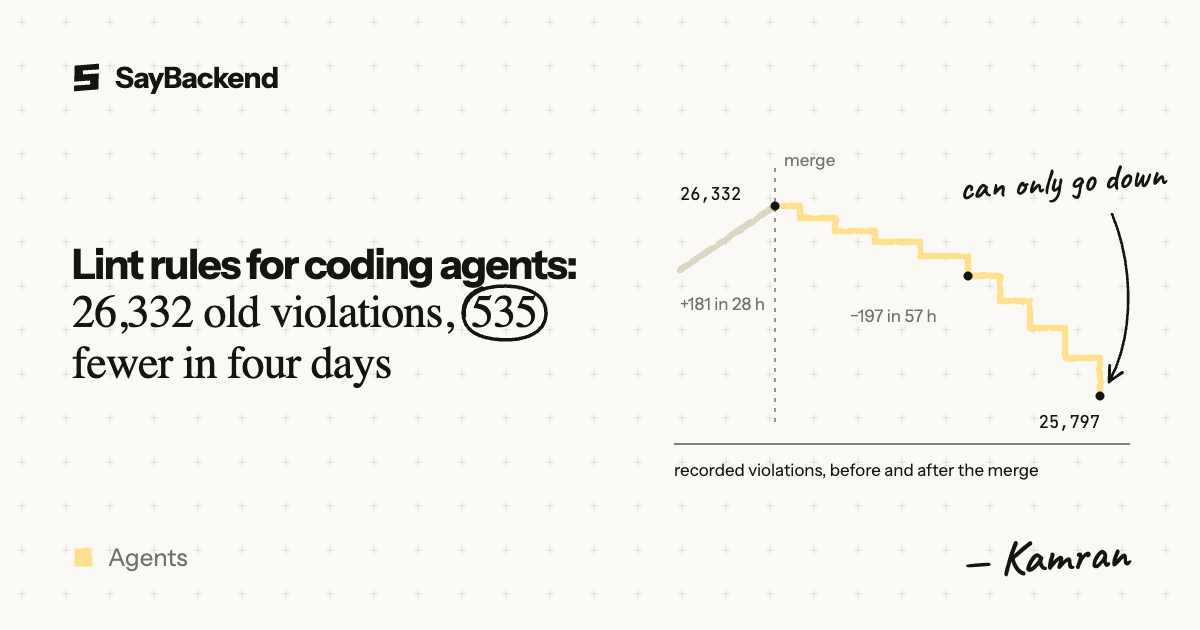 SayBackend
Lint rules for coding agents:
26,332 old violations, 535
fewer in four days
merge
26,332
can only go down
+181 in 28 h
−197 in 57 h
25,797
recorded violations, before and after the merge
Agents
– Kamran